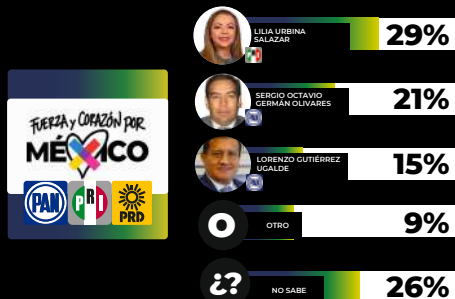 FUERZA y CORAZÓN POR
MÉXICO
PAN
PRI
PRD
LILIA URBINA
SALAZAR
29%
SERGIO OCTAVIO
GERMÁN OLIVARES
21%
LORENZO GUTIÉRREZ
UGALDE
15%
O
OTRO
9%
¿?
NO SABE
26%